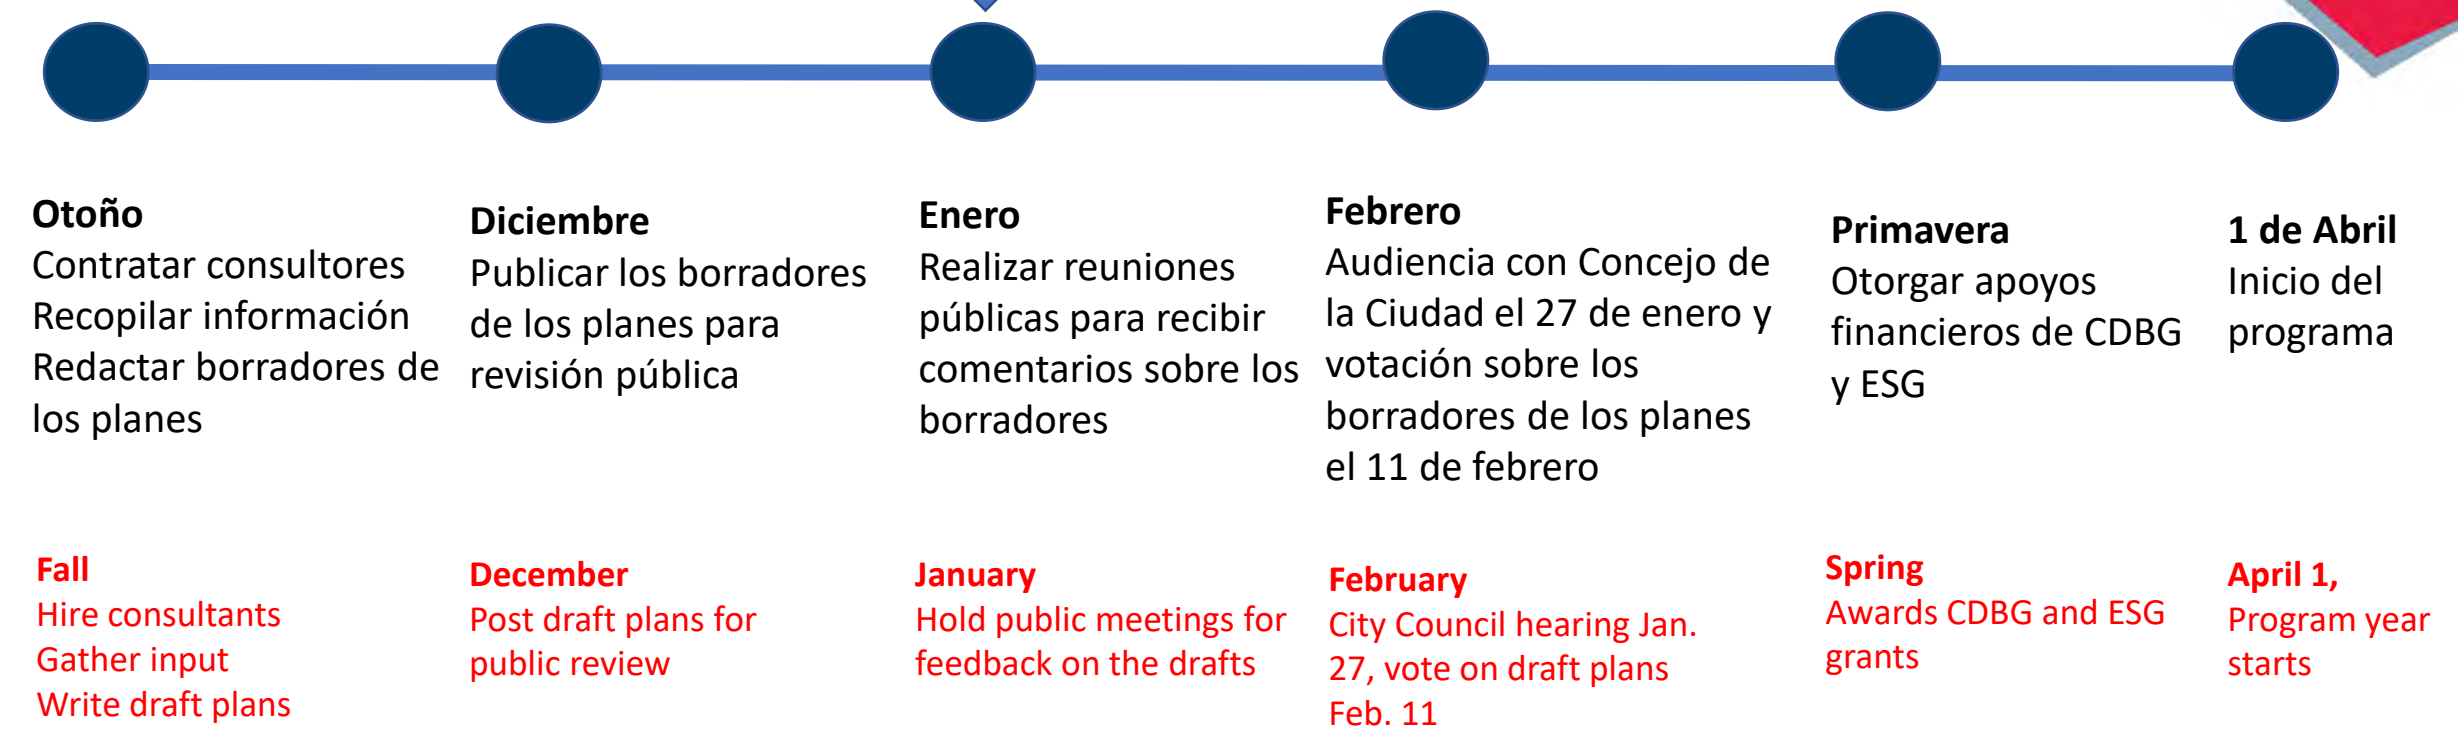 Otoño
Contratar consultores
Recopilar información
Redactar borradores de
los planes
Diciembre
Publicar los borradores
de los planes para
revisión pública
Enero
Realizar reuniones
públicas para recibir
comentarios sobre los
borradores
Febrero
Audiencia con Concejo de
la Ciudad el 27 de enero y
votación sobre los
borradores de los planes
el 11 de febrero
Primavera
Otorgar apoyos
financieros de CDBG
y ESG
1 de Abril
Inicio del
programa
Fall
Hire consultants
Gather input
Write draft plans
December
Post draft plans for
public review
January
Hold public meetings for
feedback on the drafts
February
City Council hearing Jan.
27, vote on draft plans
Feb. 11
Spring
Awards CDBG and ESG
grants
April 1,
Program year
starts